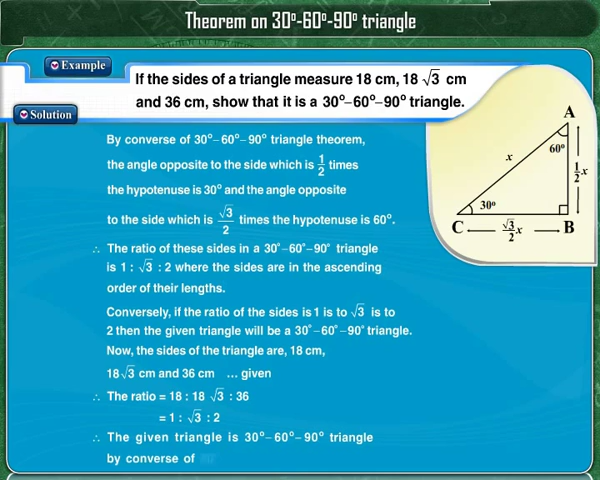 Theorem on 30°-60°-90° triangle
Example
If the sides of a triangle measure 18 cm, 18 √3 cm
and 36 cm, show that it is a 30°–60°–90° triangle.
Solution
By converse of 30°–60°–90° triangle theorem,
the angle opposite to the side which is 1/2 times
the hypotenuse is 30° and the angle opposite
to the side which is √3/2 times the hypotenuse is 60°.
∴ The ratio of these sides in a 30°–60°–90° triangle
is 1 : √3 : 2 where the sides are in the ascending
order of their lengths.
Conversely, if the ratio of the sides is 1 is to √3 is to
2 then the given triangle will be a 30°–60°–90° triangle.
Now, the sides of the triangle are, 18 cm,
18√3 cm and 36 cm ... given
∴ The ratio = 18 : 18 √3 : 36
= 1 : √3 : 2
∴ The given triangle is 30°–60°–90° triangle
by converse of
A
60°
x
1/2 x
30°
C
√3/2 x
B